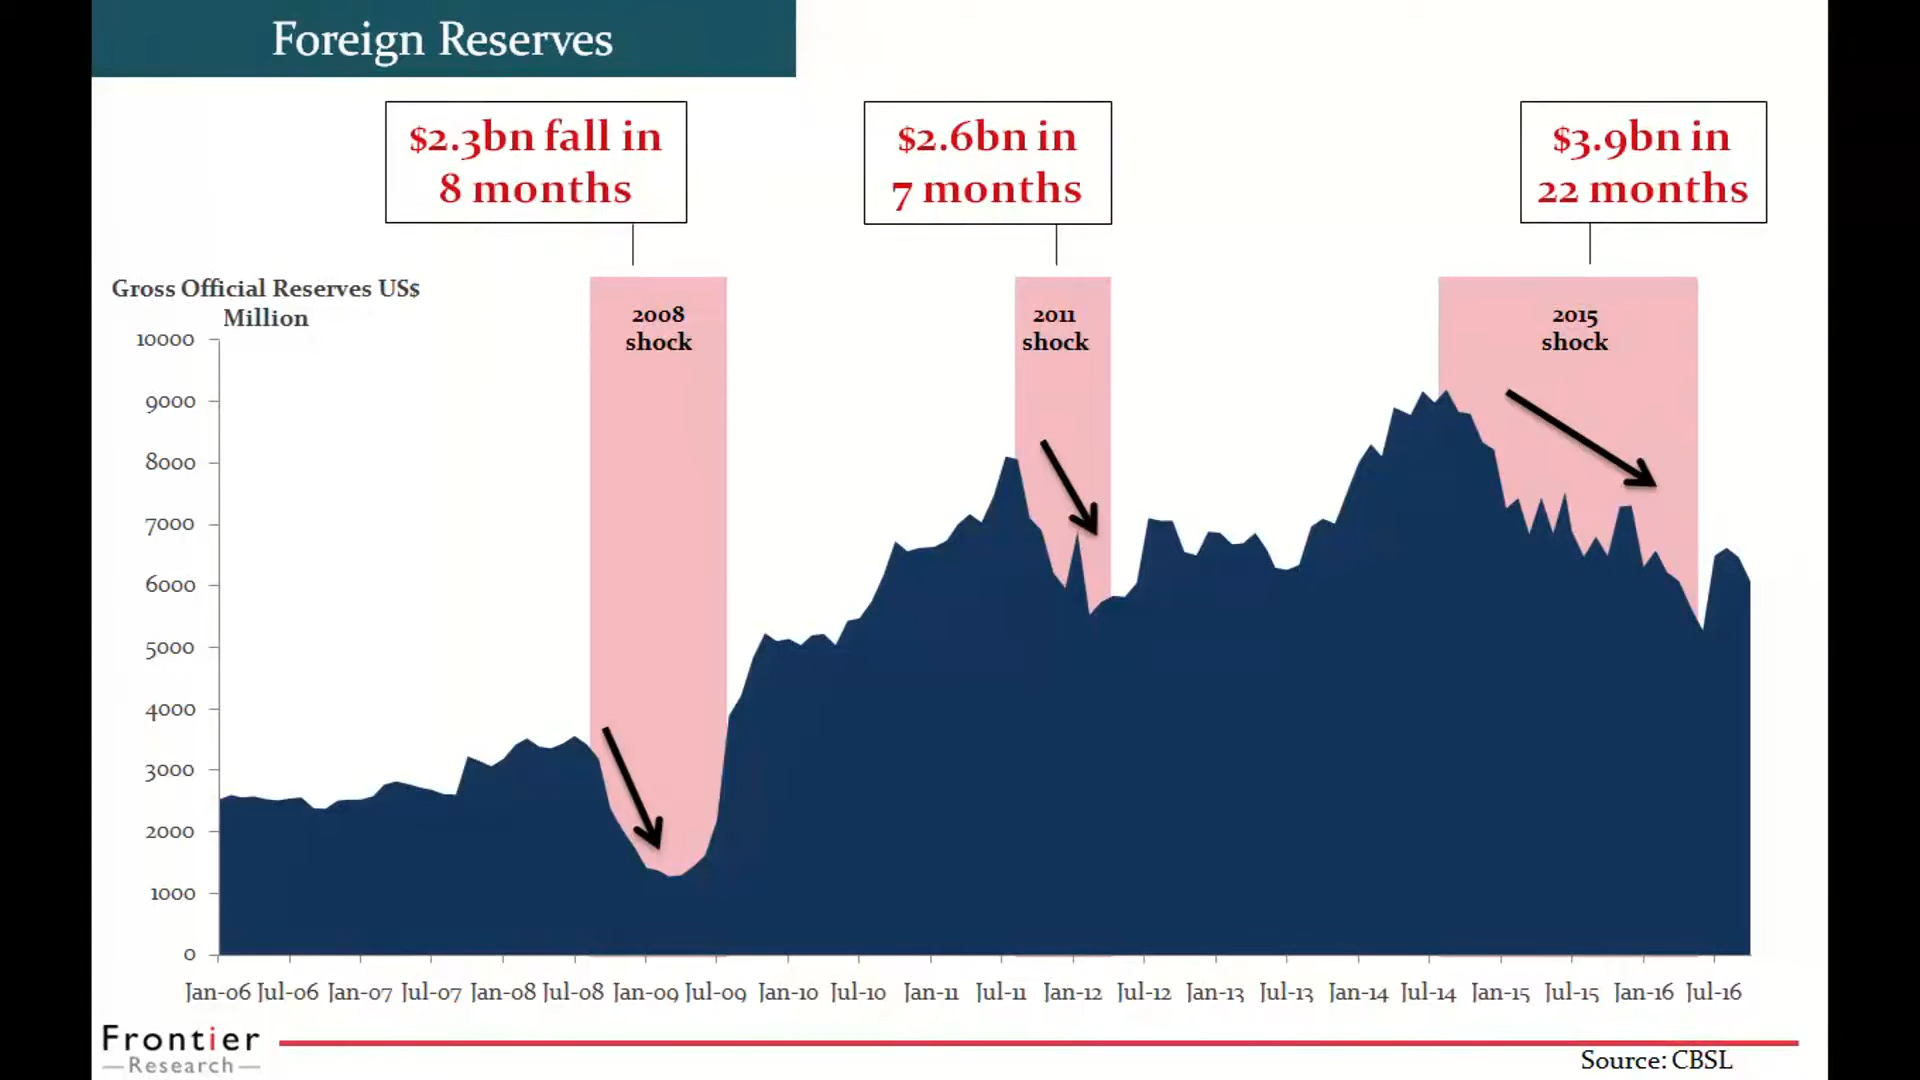 Foreign Reserves
$2.3bn fall in
8 months
$2.6bn in
7 months
$3.9bn in
22 months
Gross Official Reserves US$
Million
2008
shock
2011
shock
2015
shock
10000
9000
8000
7000
6000
5000
4000
3000
2000
1000
0
Jan-06 Jul-06 Jan-07 Jul-07 Jan-08 Jul-08 Jan-09 Jul-09 Jan-10 Jul-10 Jan-11 Jul-11 Jan-12 Jul-12 Jan-13 Jul-13 Jan-14 Jul-14 Jan-15 Jul-15 Jan-16 Jul-16
Frontier
Research
Source: CBSL